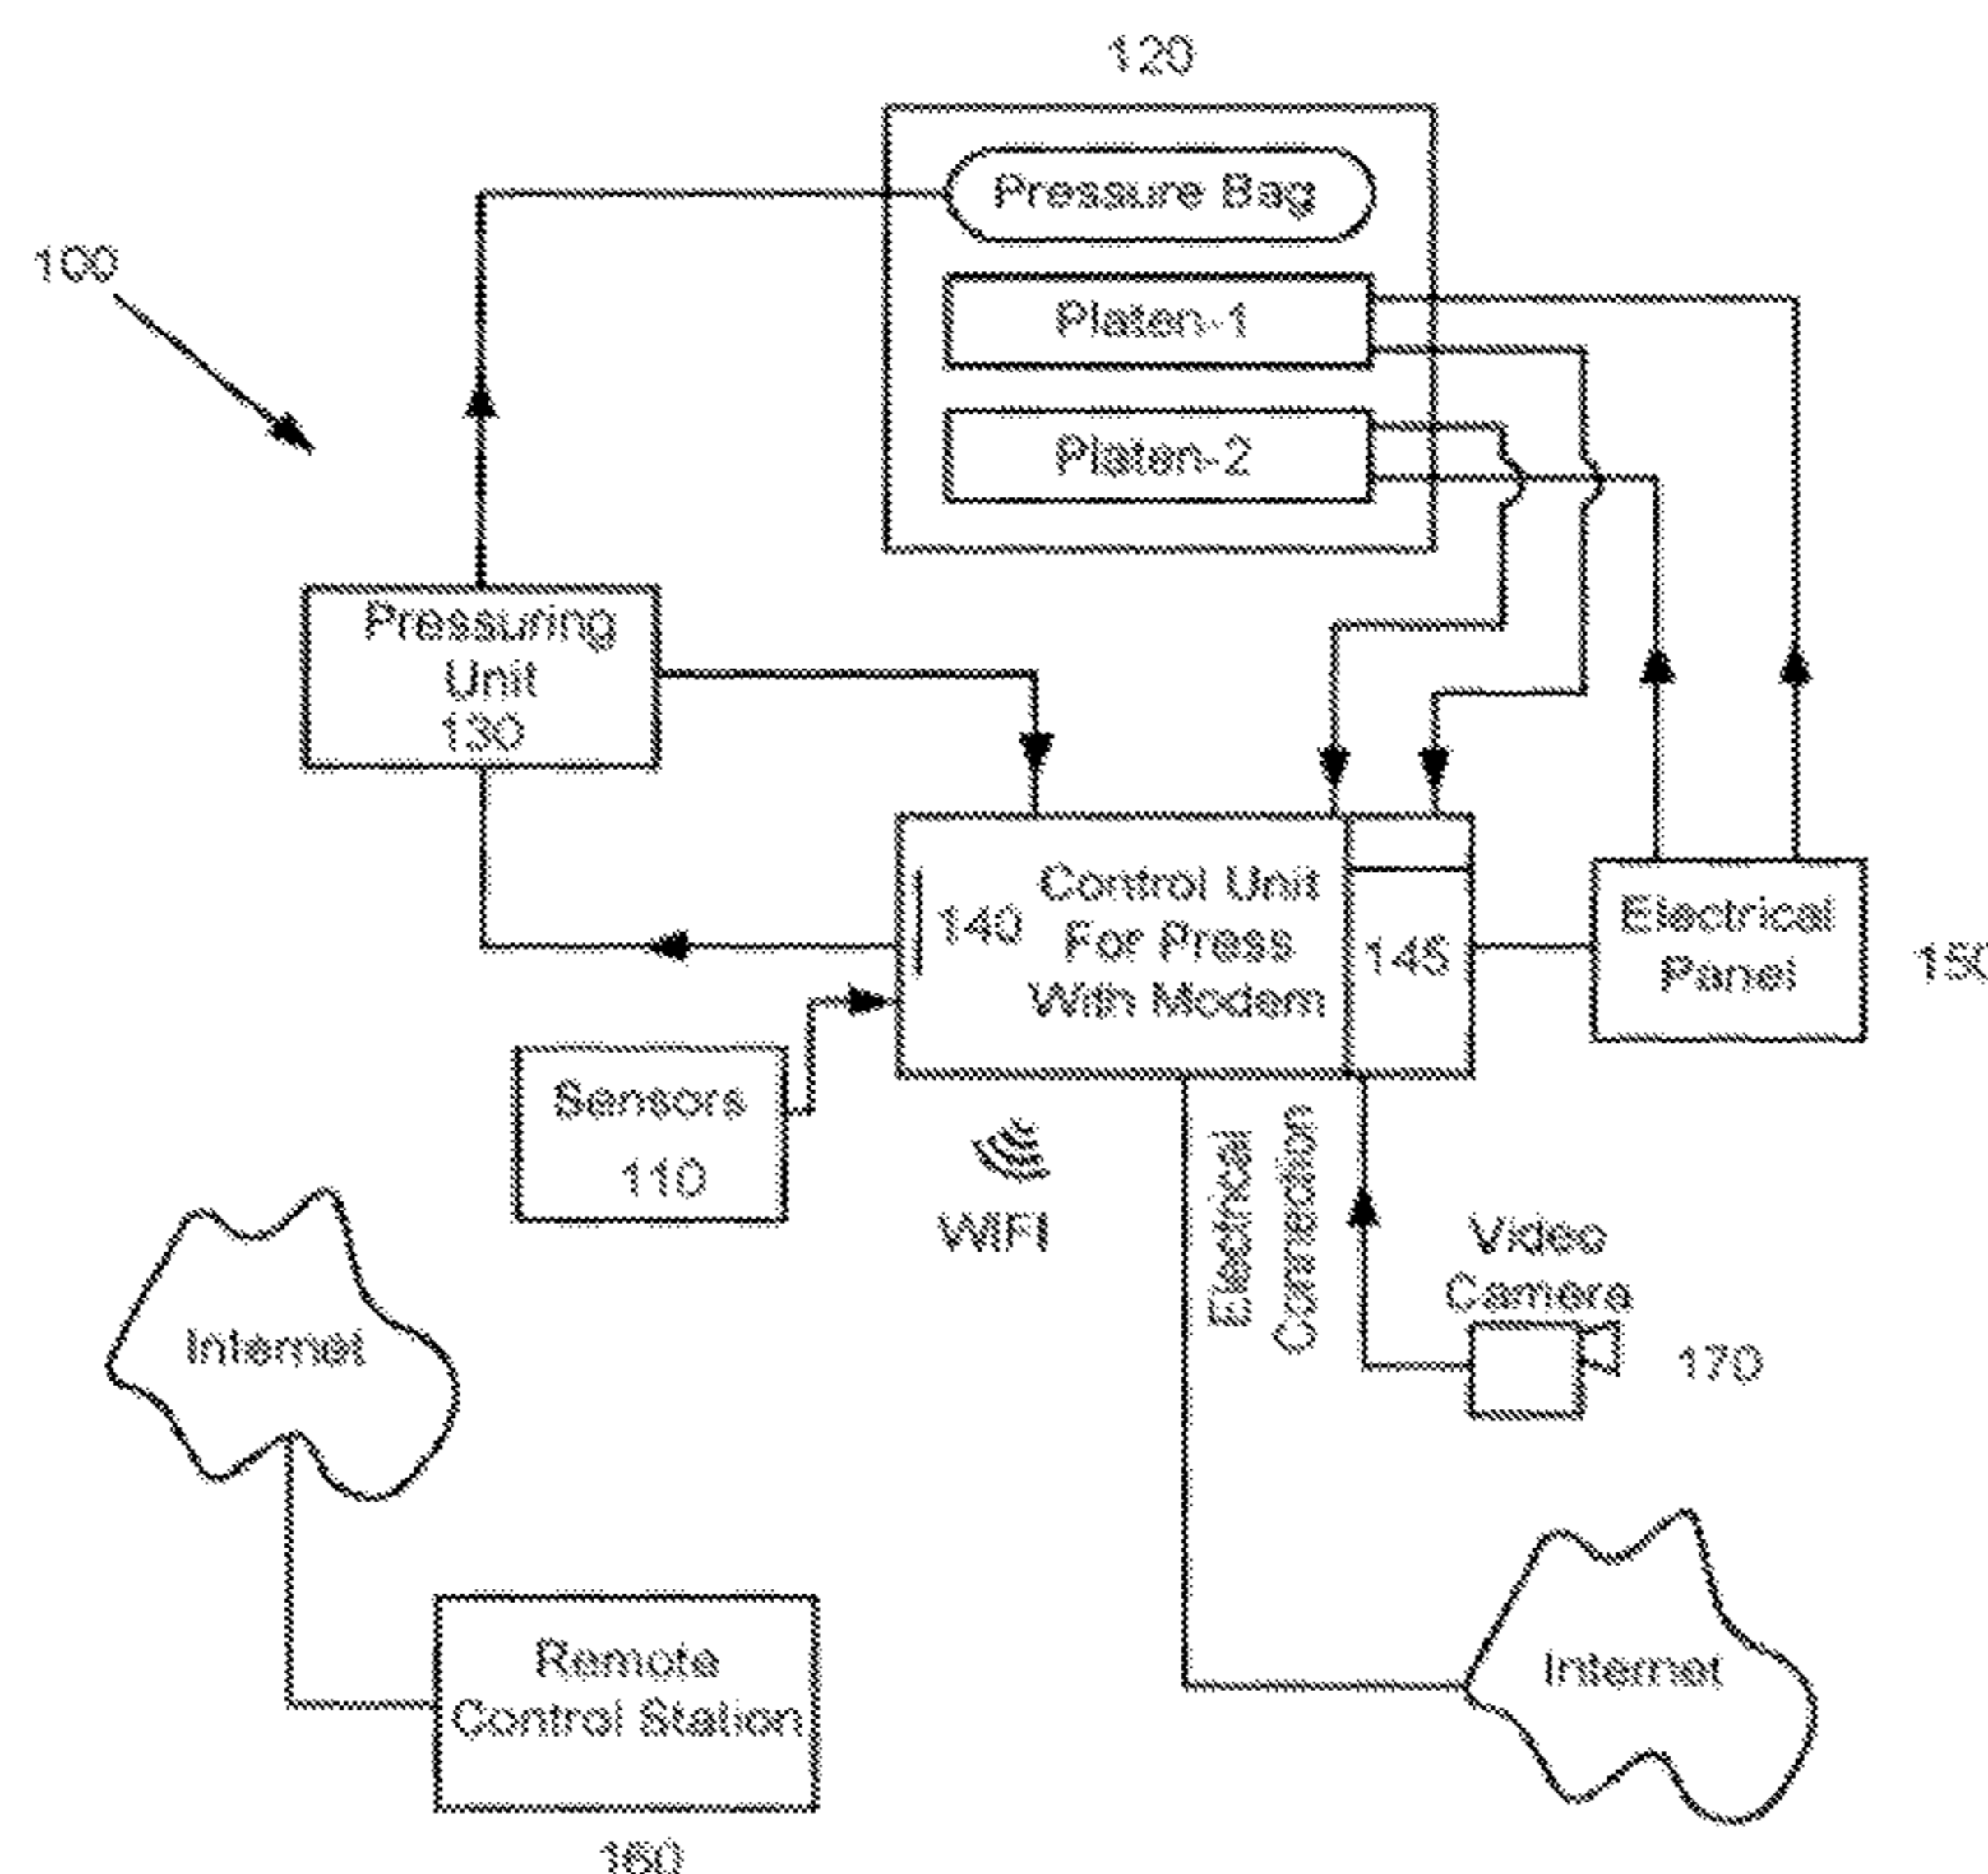 120
Pressure Bag
100
Platen-1
Platen-2
Pressuring
Unit
130
140
Control Unit
For Press
With Modem
145
Electrical
Panel
150
Sensors
110
WIFI
Electrical
Connection
Video
Camera
170
Internet
Internet
Remote
Control Station
160